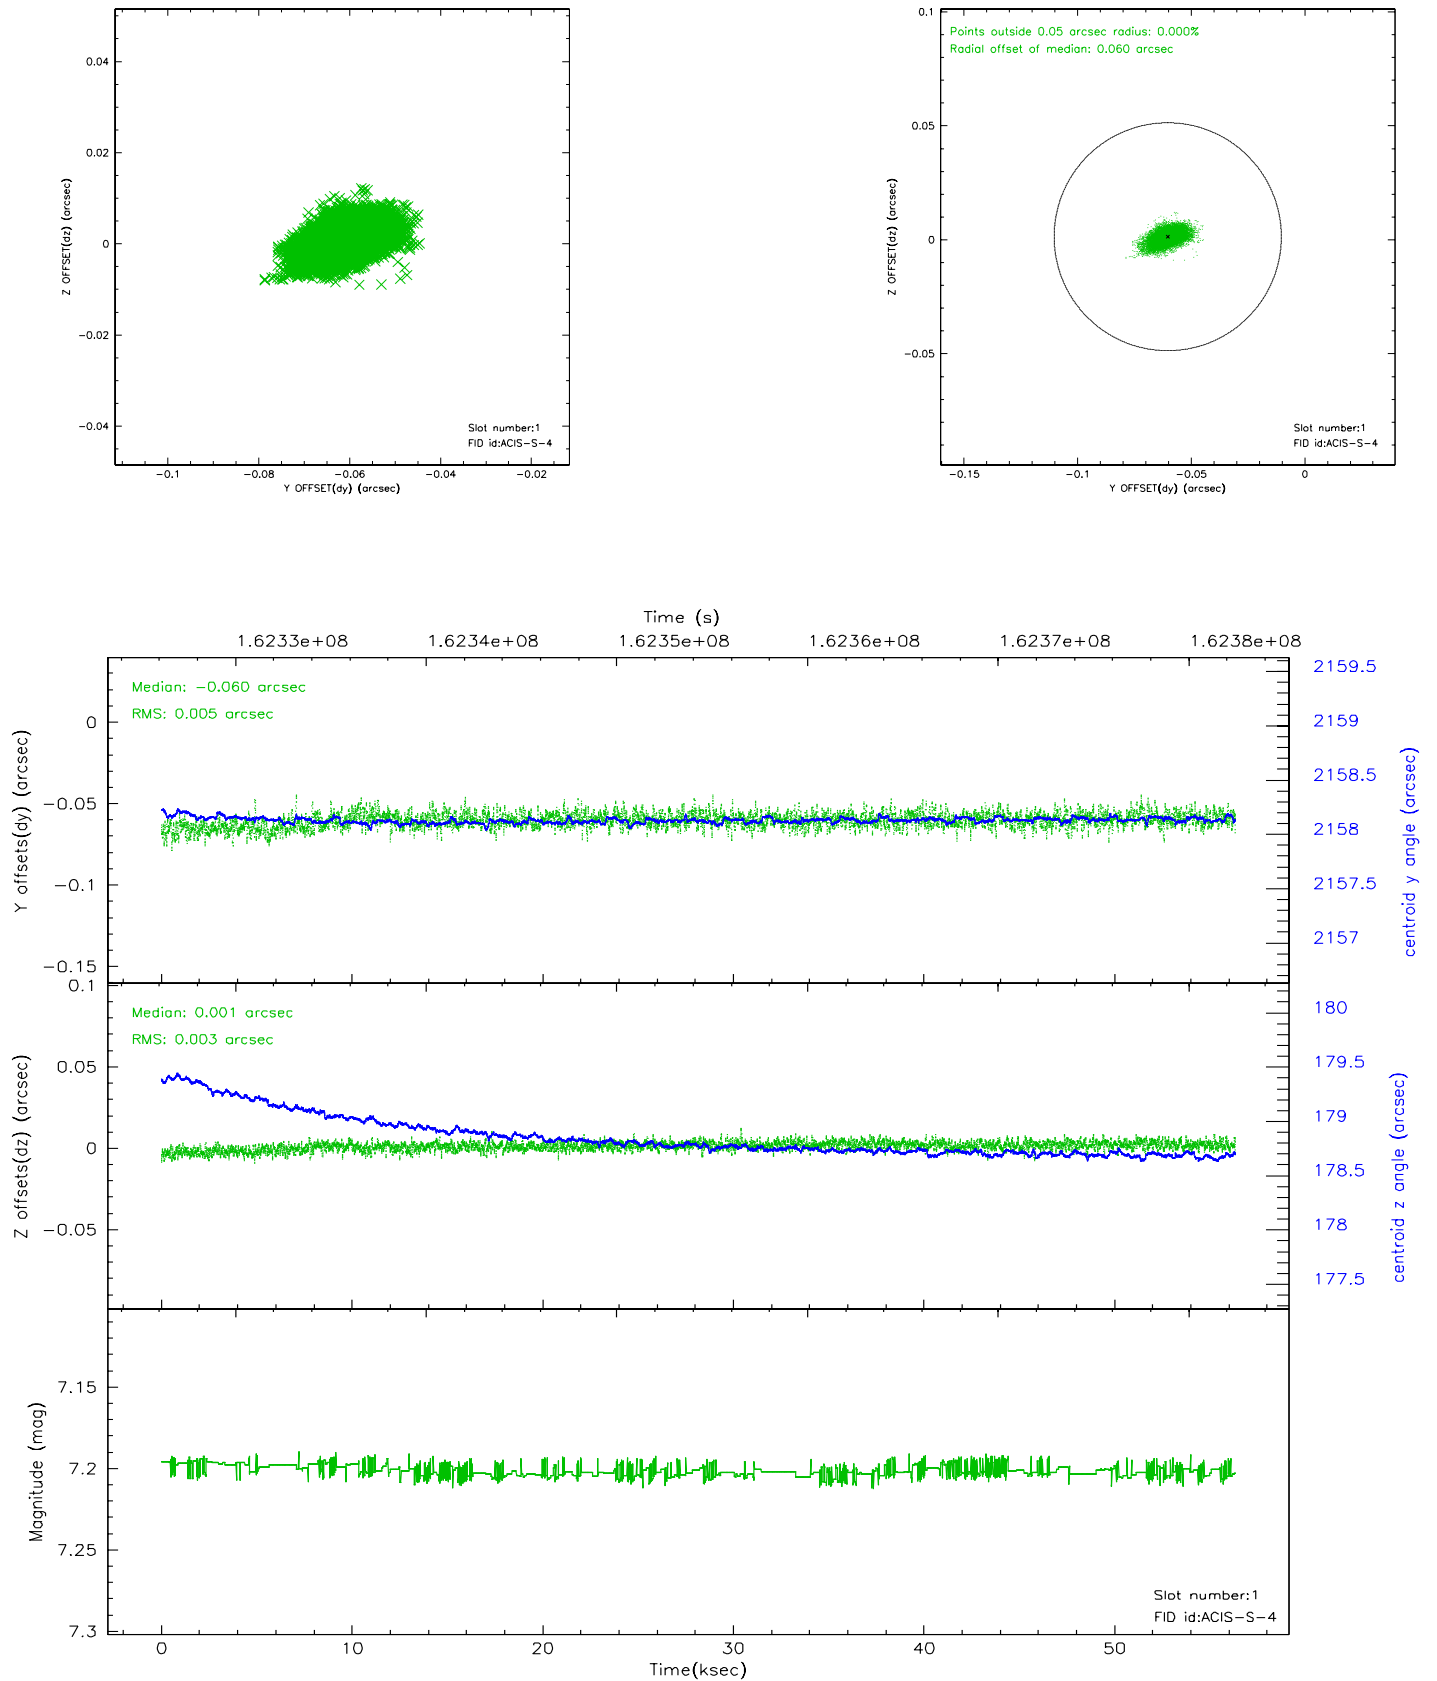 0.04
0.02
0
−0.02
−0.04
Z OFFSET(dz) (arcsec)
Slot number:1
FID id:ACIS−S−4
−0.1
−0.08
−0.06
−0.04
−0.02
Y OFFSET(dy) (arcsec)
Points outside 0.05 arcsec radius: 0.000%
Radial offset of median: 0.060 arcsec
0.1
0.05
0
−0.05
Z OFFSET(dz) (arcsec)
Slot number:1
FID id:ACIS−S−4
−0.15
−0.1
−0.05
0
Y OFFSET(dy) (arcsec)
Time (s)
1.6233e+08
1.6234e+08
1.6235e+08
1.6236e+08
1.6237e+08
1.6238e+08
Median: −0.060 arcsec
RMS: 0.005 arcsec
0
−0.05
−0.1
−0.15
Y offsets(dy) (arcsec)
2159.5
2159
2158.5
2158
2157.5
2157
centroid y angle (arcsec)
Median: 0.001 arcsec
RMS: 0.003 arcsec
0.1
0.05
0
−0.05
Z offsets(dz) (arcsec)
180
179.5
179
178.5
178
177.5
centroid z angle (arcsec)
7.15
7.2
7.25
7.3
Magnitude (mag)
Slot number:1
FID id:ACIS−S−4
0
10
20
30
40
50
Time(ksec)